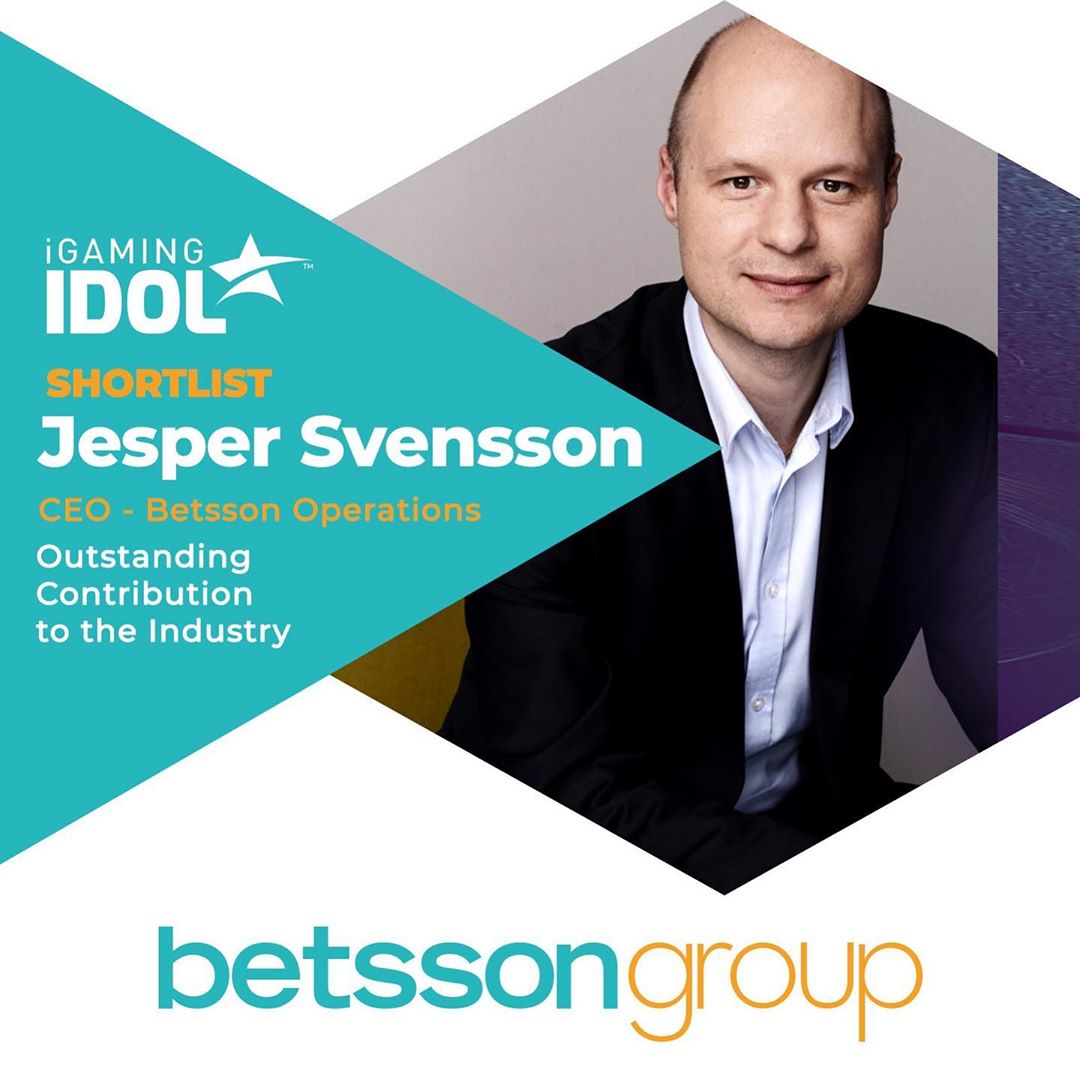 iGAMING
IDOL ™
SHORTLIST
Jesper Svensson
CEO - Betsson Operations
Outstanding
Contribution
to the Industry
betssongroup